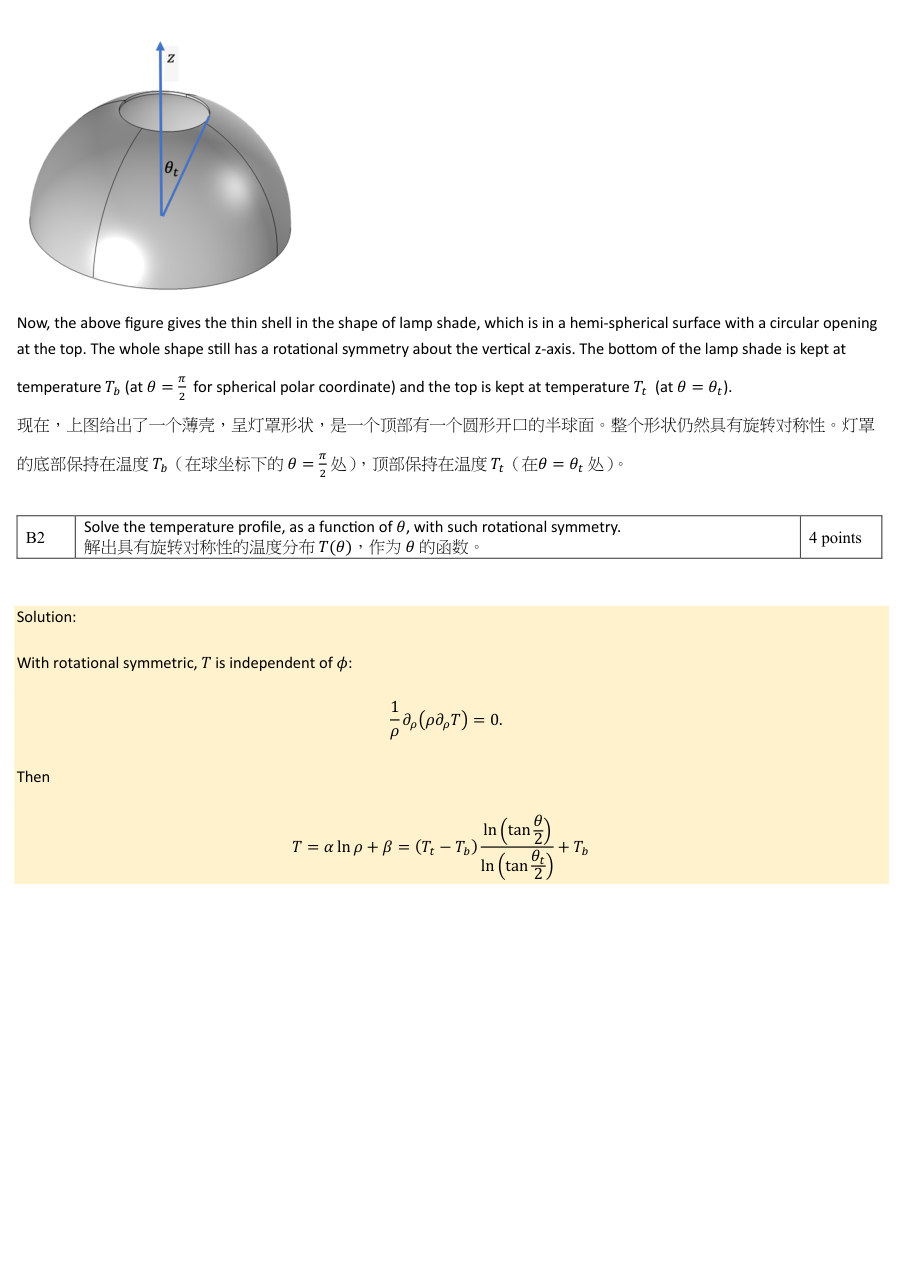 z
θ_t
Now, the above figure gives the thin shell in the shape of lamp shade, which is in a hemi-spherical surface with a circular opening
at the top. The whole shape still has a rotational symmetry about the vertical z-axis. The bottom of the lamp shade is kept at
temperature T_b (at θ = π/2 for spherical polar coordinate) and the top is kept at temperature T_t (at θ = θ_t).
现在，上图给出了一个薄壳，呈灯罩形状，是一个顶部有一个圆形开口的半球面。整个形状仍然具有旋转对称性。灯罩
的底部保持在温度 T_b（在球坐标下的 θ = π/2 处），顶部保持在温度 T_t（在θ = θ_t 处）。
B2
Solve the temperature profile, as a function of θ, with such rotational symmetry.
解出具有旋转对称性的温度分布 T(θ)，作为 θ 的函数。
4 points
Solution:
With rotational symmetric, T is independent of ϕ:
1/ρ ∂_ρ(ρ∂_ρT) = 0.
Then
T = α ln ρ + β = (T_t − T_b) ln(tan θ/2) / ln(tan θ_t/2) + T_b